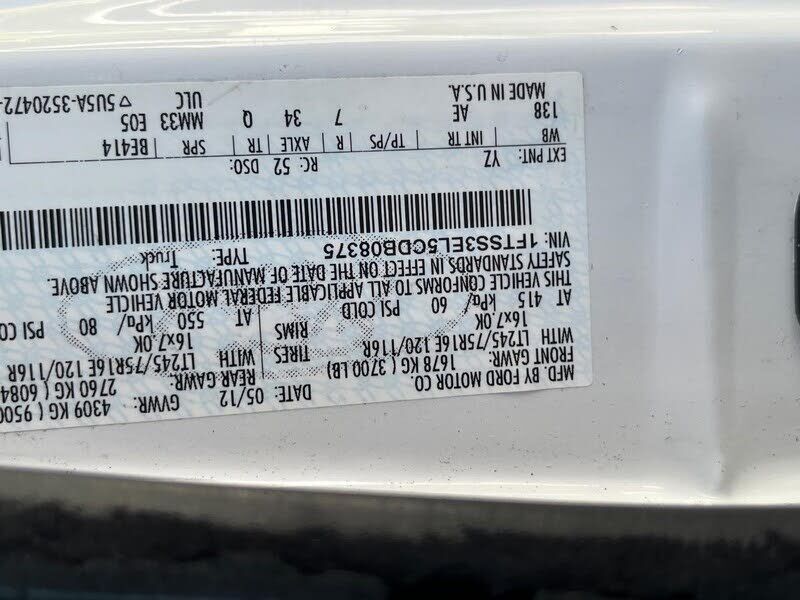 MFD. BY FORD MOTOR CO.
DATE: 05/12 GVWR: 4309 KG ( 950
FRONT GAWR: 1678 KG (3700 LB)
REAR GAWR: 2760 KG ( 6084
WITH LT245/75R16E 120/116R TIRES
WITH LT245/75R16E 120/116R
16x7.0K RIMS
16x7.0K
AT 415 kPa/ 60 PSI COLD
AT 550 kPa/ 80 PSI CO
THIS VEHICLE CONFORMS TO ALL APPLICABLE FEDERAL MOTOR VEHICLE
SAFETY STANDARDS IN EFFECT ON THE DATE OF MANUFACTURE SHOWN ABOVE.
VIN: 1FTSS3EL5CDB08375
TYPE: Truck
EXT PNT: YZ RC: 52 DSO:
WB INT TR TP/PS R AXLE TR SPR BE414
138 AE 7 34 Q MM33 E05
MADE IN U.S.A. ULC ▽5U5A-3520472-